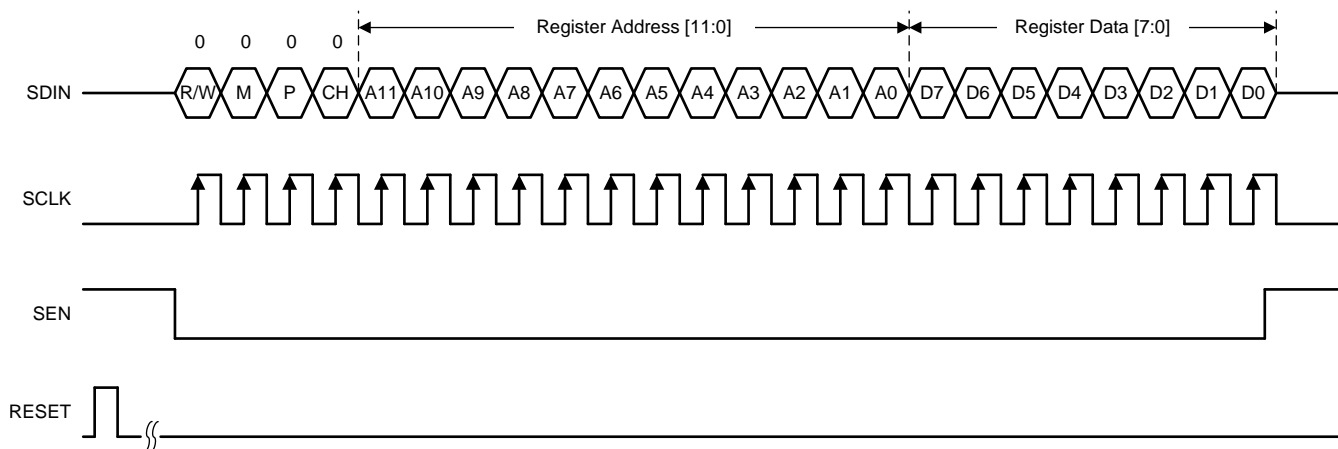 0 0 0 0 Register Address [11:0] Register Data [7:0]
SDIN R/W M P CH A11 A10 A9 A8 A7 A6 A5 A4 A3 A2 A1 A0 D7 D6 D5 D4 D3 D2 D1 D0
SCLK
SEN
RESET